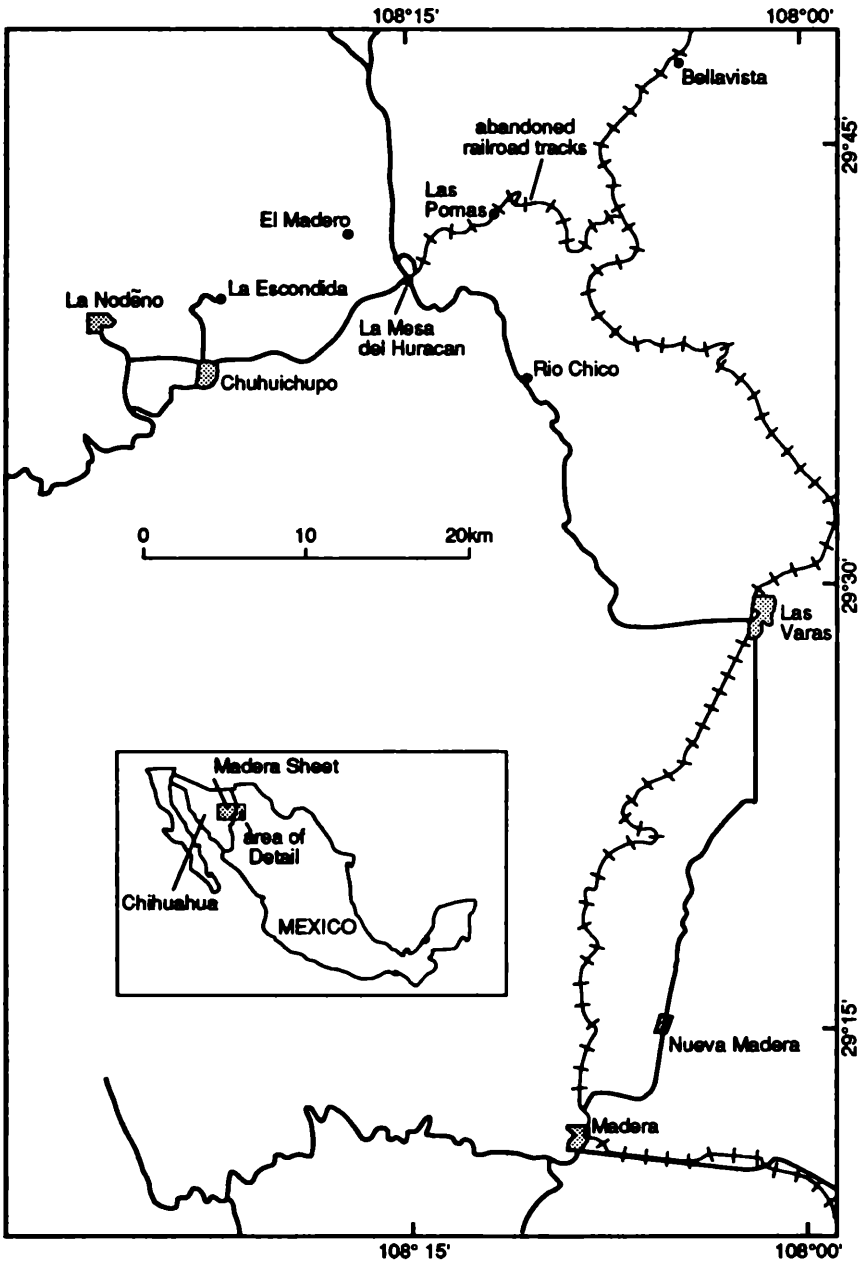 108°15'
108°00'
Bellavista
29°45'
abandoned
railroad tracks
Las
Pomas
El Madero
La Escondida
La Nodẽno
La Mesa
del Huracan
Chuhuichupo
Rio Chico
0 10 20km
29°30'
Las
Varas
Madera Sheet
area of
Detail
Chihuahua
MEXICO
29°15'
Nueva Madera
Madera
108° 15'
108°00'